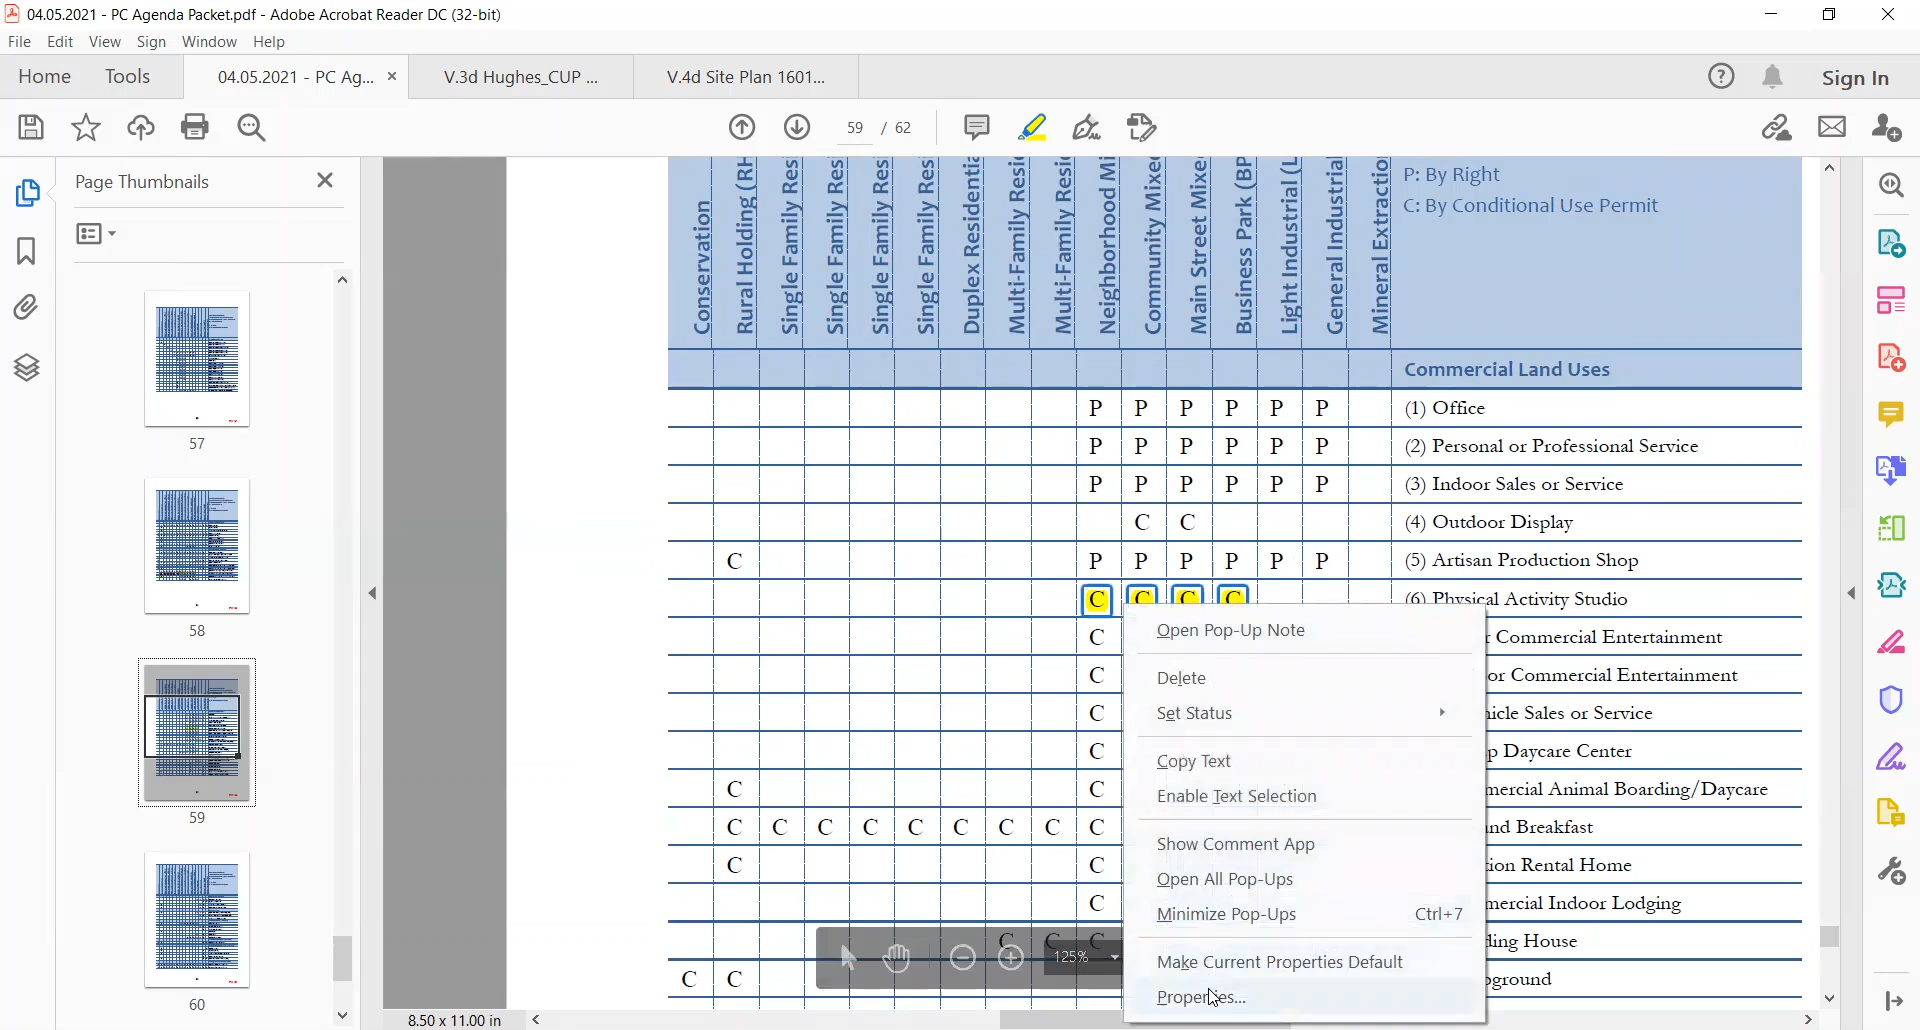 04.05.2021 - PC Agenda Packet.pdf - Adobe Acrobat Reader DC (32-bit)
File Edit View Sign Window Help
Home Tools 04.05.2021 - PC Ag... × V.3d Hughes_CUP ... V.4d Site Plan 1601... Sign In
59 / 62
Page Thumbnails
57
58
59
60
Conservation
Rural Holding (RH
Single Family Res
Single Family Res
Single Family Res
Single Family Res
Duplex Residentia
Multi-Family Resi
Multi-Family Resi
Neighborhood Mi
Community Mixe
Main Street Mixe
Business Park (BP
Light Industrial (L
General Industrial
Mineral Extractio
P: By Right
C: By Conditional Use Permit
Commercial Land Uses
P P P P P P (1) Office
P P P P P P (2) Personal or Professional Service
P P P P P P (3) Indoor Sales or Service
C C (4) Outdoor Display
C P P P P P P (5) Artisan Production Shop
C C C C (6) Physical Activity Studio
C r Commercial Entertainment
C or Commercial Entertainment
C icle Sales or Service
C p Daycare Center
C C mercial Animal Boarding/Daycare
C C C C C C C C C nd Breakfast
C C tion Rental Home
C mercial Indoor Lodging
C C C ding House
C C ground
Open Pop-Up Note
Delete
Set Status
Copy Text
Enable Text Selection
Show Comment App
Open All Pop-Ups
Minimize Pop-Ups Ctrl+7
Make Current Properties Default
Properties...
125%
8.50 x 11.00 in